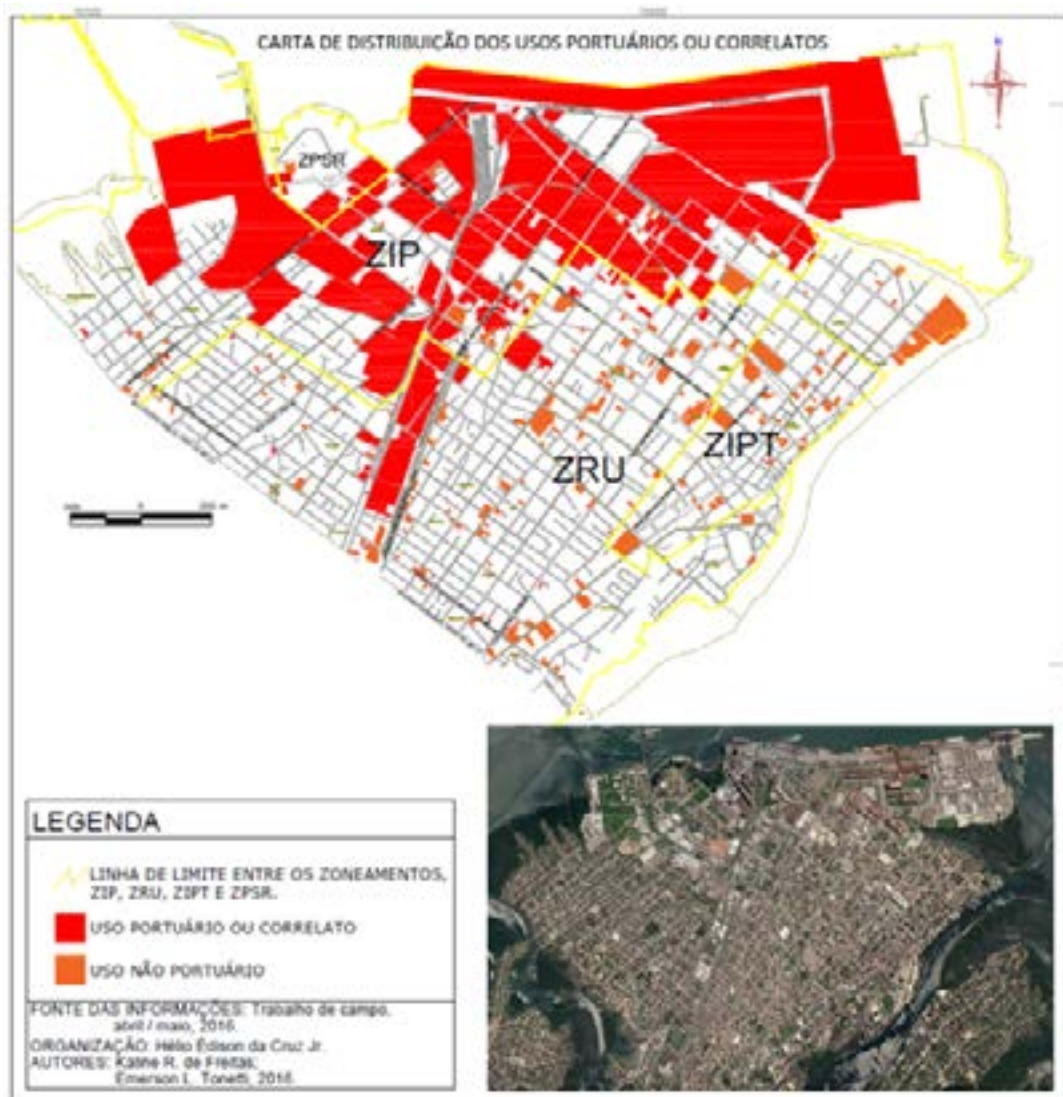 CARTA DE DISTRIBUIÇÃO DOS USOS PORTUÁRIOS OU CORRELATOS
ZPSR
ZIP
ZRU
ZIPT
LEGENDA
LINHA DE LIMITE ENTRE OS ZONEAMENTOS,
ZIP, ZRU, ZIPT E ZPSR.
USO PORTUÁRIO OU CORRELATO
USO NÃO PORTUÁRIO
FONTE DAS INFORMAÇÕES: Trabalho de campo,
abril / maio, 2016.
ORGANIZAÇÃO: Hélio Édison da Cruz Jr.
AUTORES: Kaline R. de Freitas;
Emerson L. Tonetti, 2016.